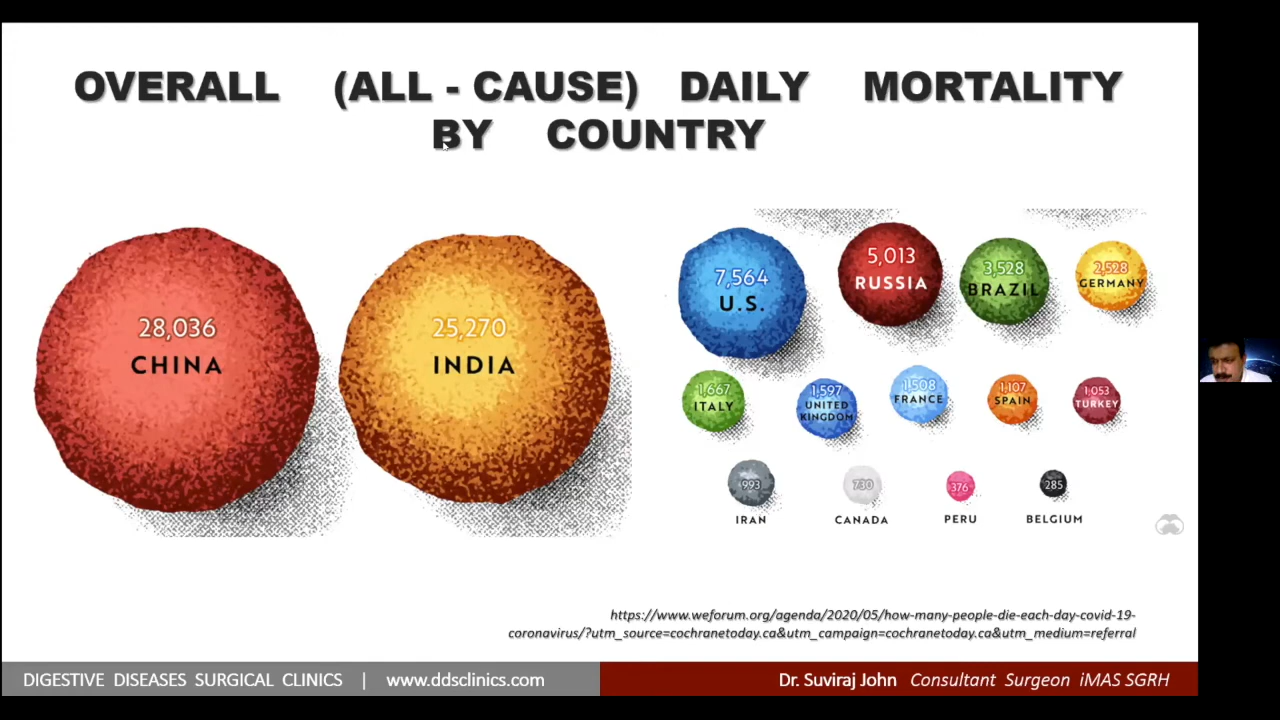 OVERALL (ALL - CAUSE) DAILY MORTALITY
BY COUNTRY
28,036
CHINA
25,270
INDIA
7,564
U.S.
5,013
RUSSIA
3,528
BRAZIL
2,528
GERMANY
1,667
ITALY
1,597
UNITED
KINGDOM
1,508
FRANCE
1,107
SPAIN
1,053
TURKEY
993
IRAN
730
CANADA
376
PERU
285
BELGIUM
https://www.weforum.org/agenda/2020/05/how-many-people-die-each-day-covid-19-
coronavirus/?utm_source=cochranetoday.ca&utm_campaign=cochranetoday.ca&utm_medium=referral
DIGESTIVE DISEASES SURGICAL CLINICS | www.ddsclinics.com
Dr. Suviraj John Consultant Surgeon iMAS SGRH